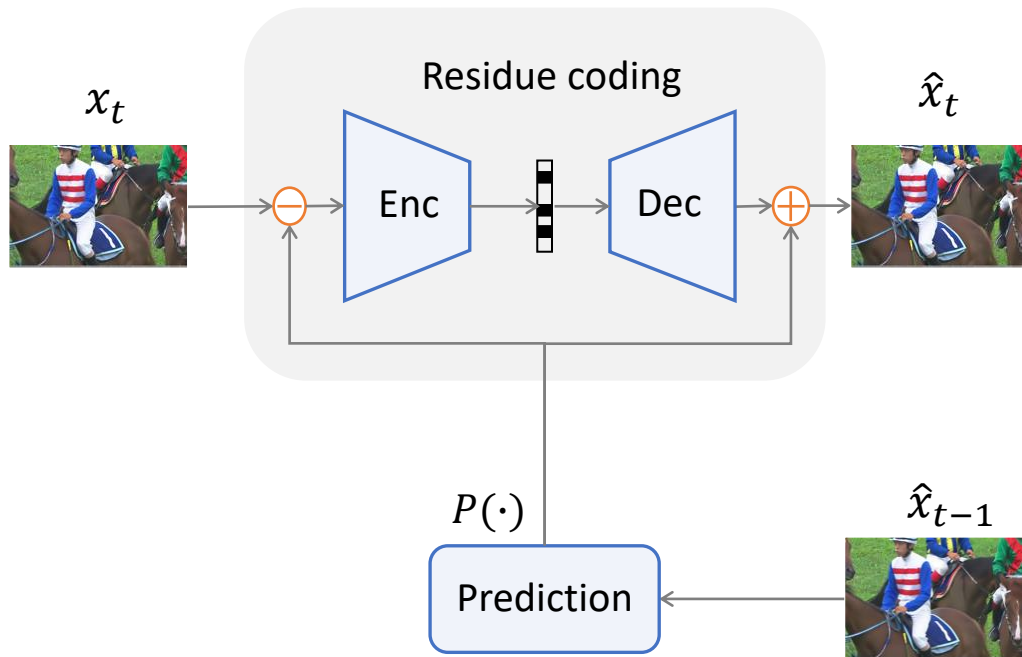 Residue coding
x_t
x̂_t
Enc
Dec
P(·)
x̂_{t−1}
Prediction